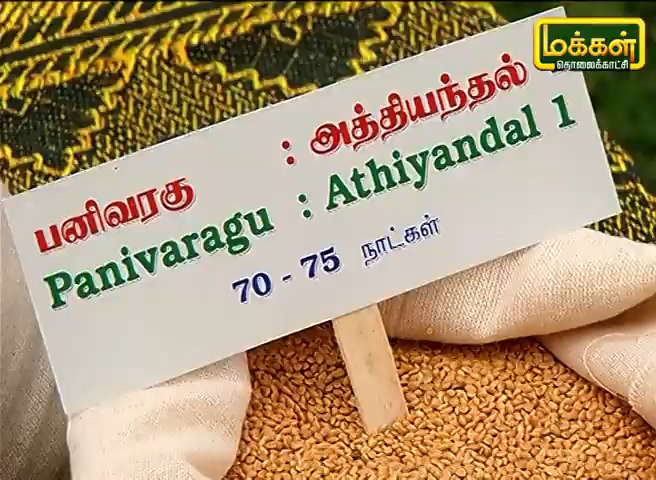 மக்கள்
தொலைக்காட்சி
பனிவரகு : அத்தியந்தல்
Panivaragu : Athiyandal 1
70 - 75 நாட்கள்